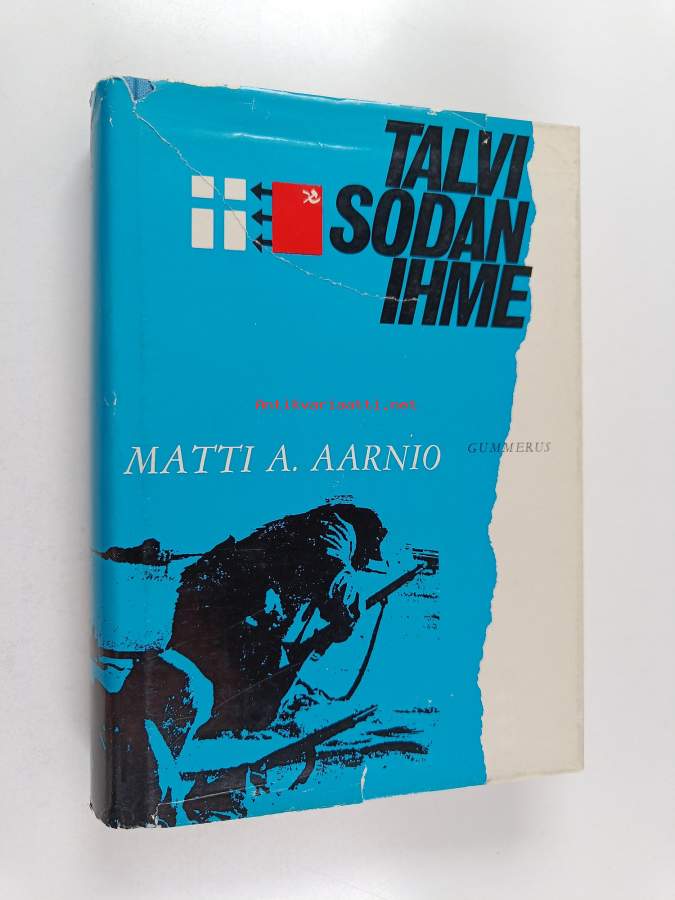 TALVI
SODAN
IHME
Antikvariaatti.net
MATTI A. AARNIO
GUMMERUS